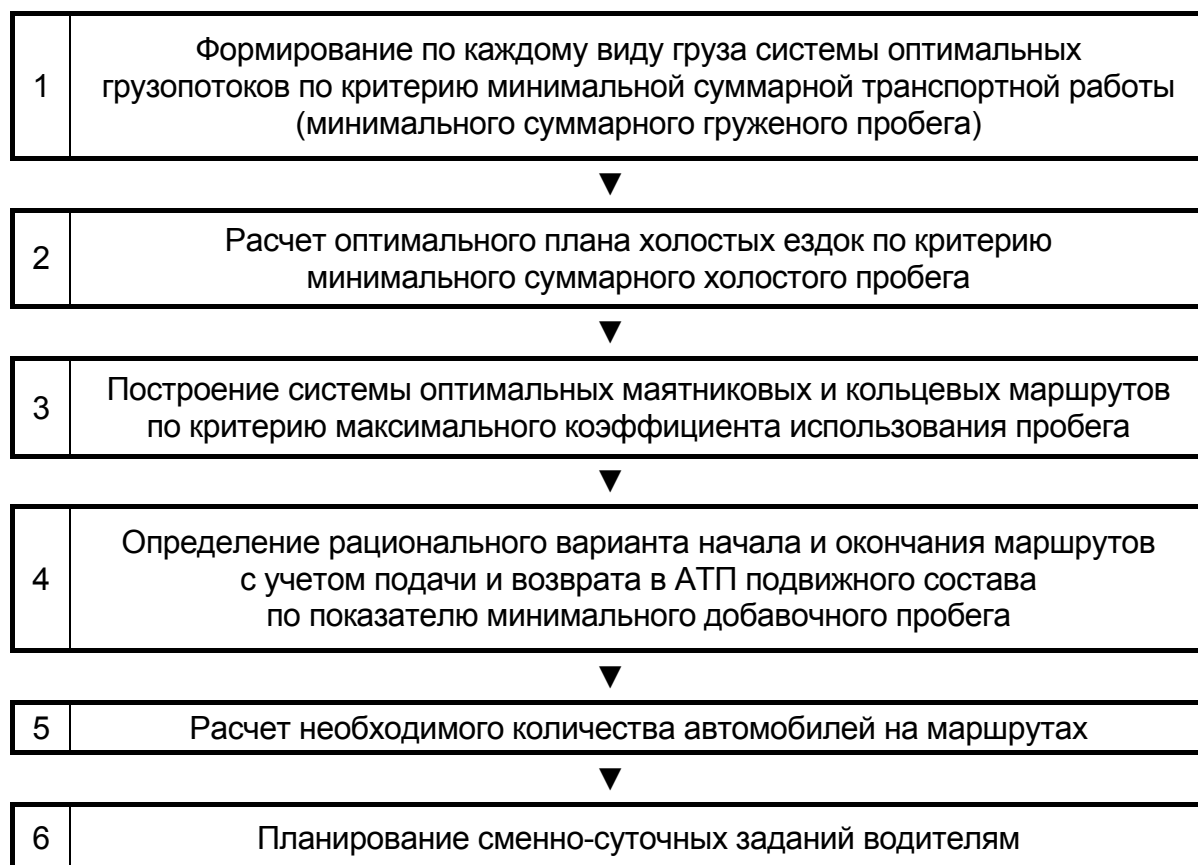 1
Формирование по каждому виду груза системы оптимальных
грузопотоков по критерию минимальной суммарной транспортной работы
(минимального суммарного груженого пробега)
2
Расчет оптимального плана холостых ездок по критерию
минимального суммарного холостого пробега
3
Построение системы оптимальных маятниковых и кольцевых маршрутов
по критерию максимального коэффициента использования пробега
4
Определение рационального варианта начала и окончания маршрутов
с учетом подачи и возврата в АТП подвижного состава
по показателю минимального добавочного пробега
5
Расчет необходимого количества автомобилей на маршрутах
6
Планирование сменно-суточных заданий водителям